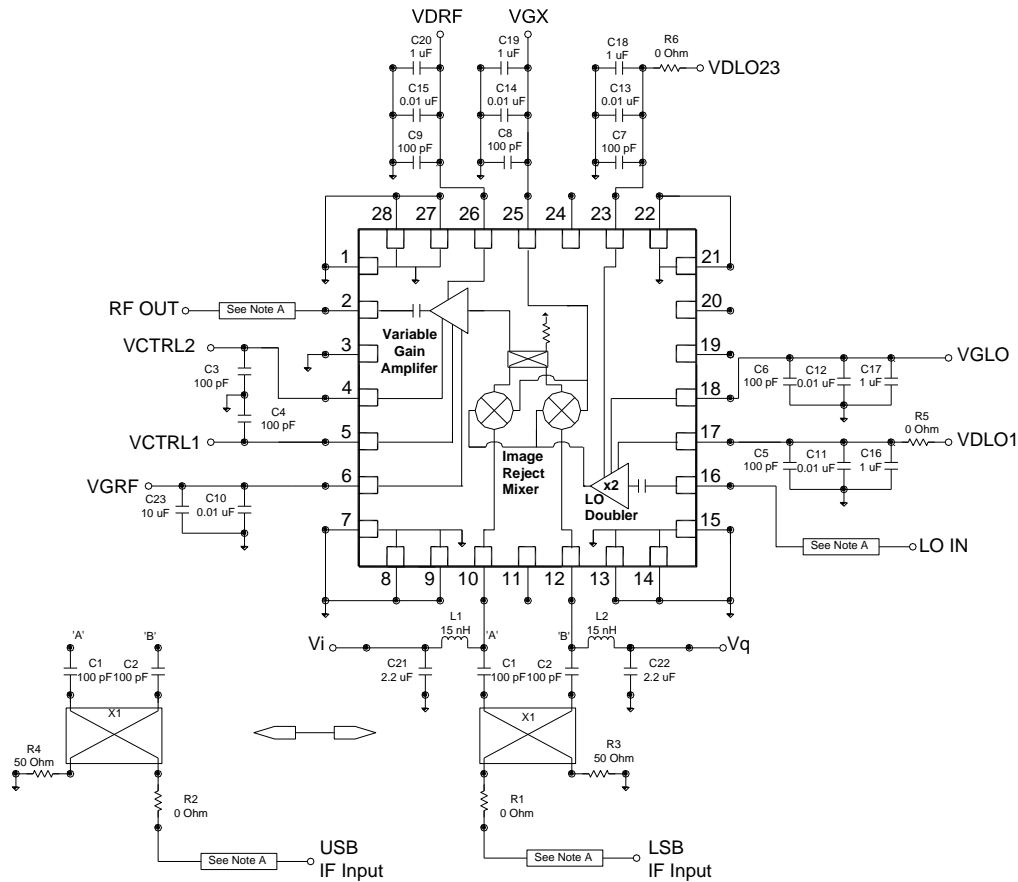 VDRF
VGX
C20
1 uF
C19
1 uF
C18
1 uF
R6
0 Ohm
VDLO23
C15
0.01 uF
C14
0.01 uF
C13
0.01 uF
C9
100 pF
C8
100 pF
C7
100 pF
28
27
26
25
24
23
22
1
21
RF OUT
See Note A
2
20
Variable
Gain
Amplifer
VCTRL2
3
19
VGLO
C3
100 pF
C6
100 pF
C12
0.01 uF
C17
1 uF
4
18
C4
100 pF
VCTRL1
5
17
R5
0 Ohm
VDLO1
Image
Reject
Mixer
C5
100 pF
C11
0.01 uF
C16
1 uF
VGRF
6
16
x2
LO
Doubler
C23
10 uF
C10
0.01 uF
7
15
See Note A
LO IN
8
9
10
11
12
13
14
L1
15 nH
L2
15 nH
'A'
'B'
Vi
'A'
'B'
Vq
C1
100 pF
C2
100 pF
C21
2.2 uF
C1
100 pF
C2
100 pF
C22
2.2 uF
X1
X1
R4
50 Ohm
R3
50 Ohm
R2
0 Ohm
R1
0 Ohm
See Note A
USB
IF Input
See Note A
LSB
IF Input